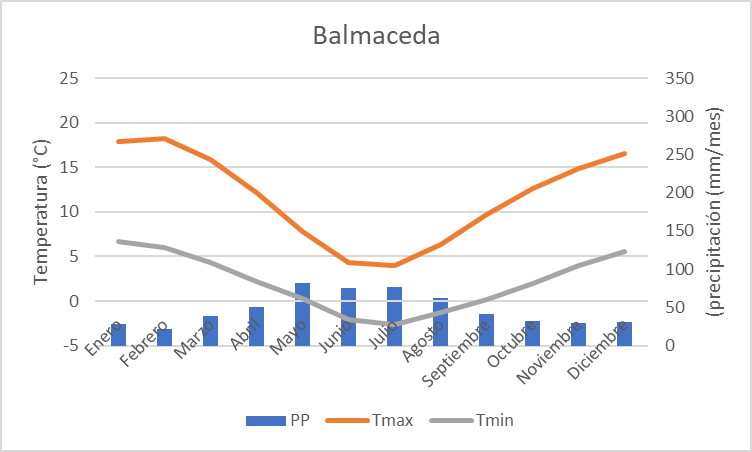 Balmaceda
Temperatura (°C)
25
20
15
10
5
0
-5
350
300
250
200
150
100
50
0
(precipitación (mm/mes)
Enero
Febrero
Marzo
Abril
Mayo
Junio
Julio
Agosto
Septiembre
Octubre
Noviembre
Diciembre
PP Tmax Tmin